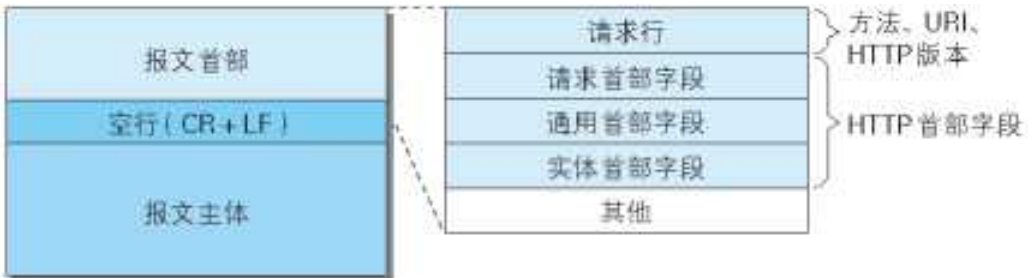 报文首部
空行(CR+LF)
报文主体
请求行
请求首部字段
通用首部字段
实体首部字段
其他
方法、URI、
HTTP版本
HTTP首部字段